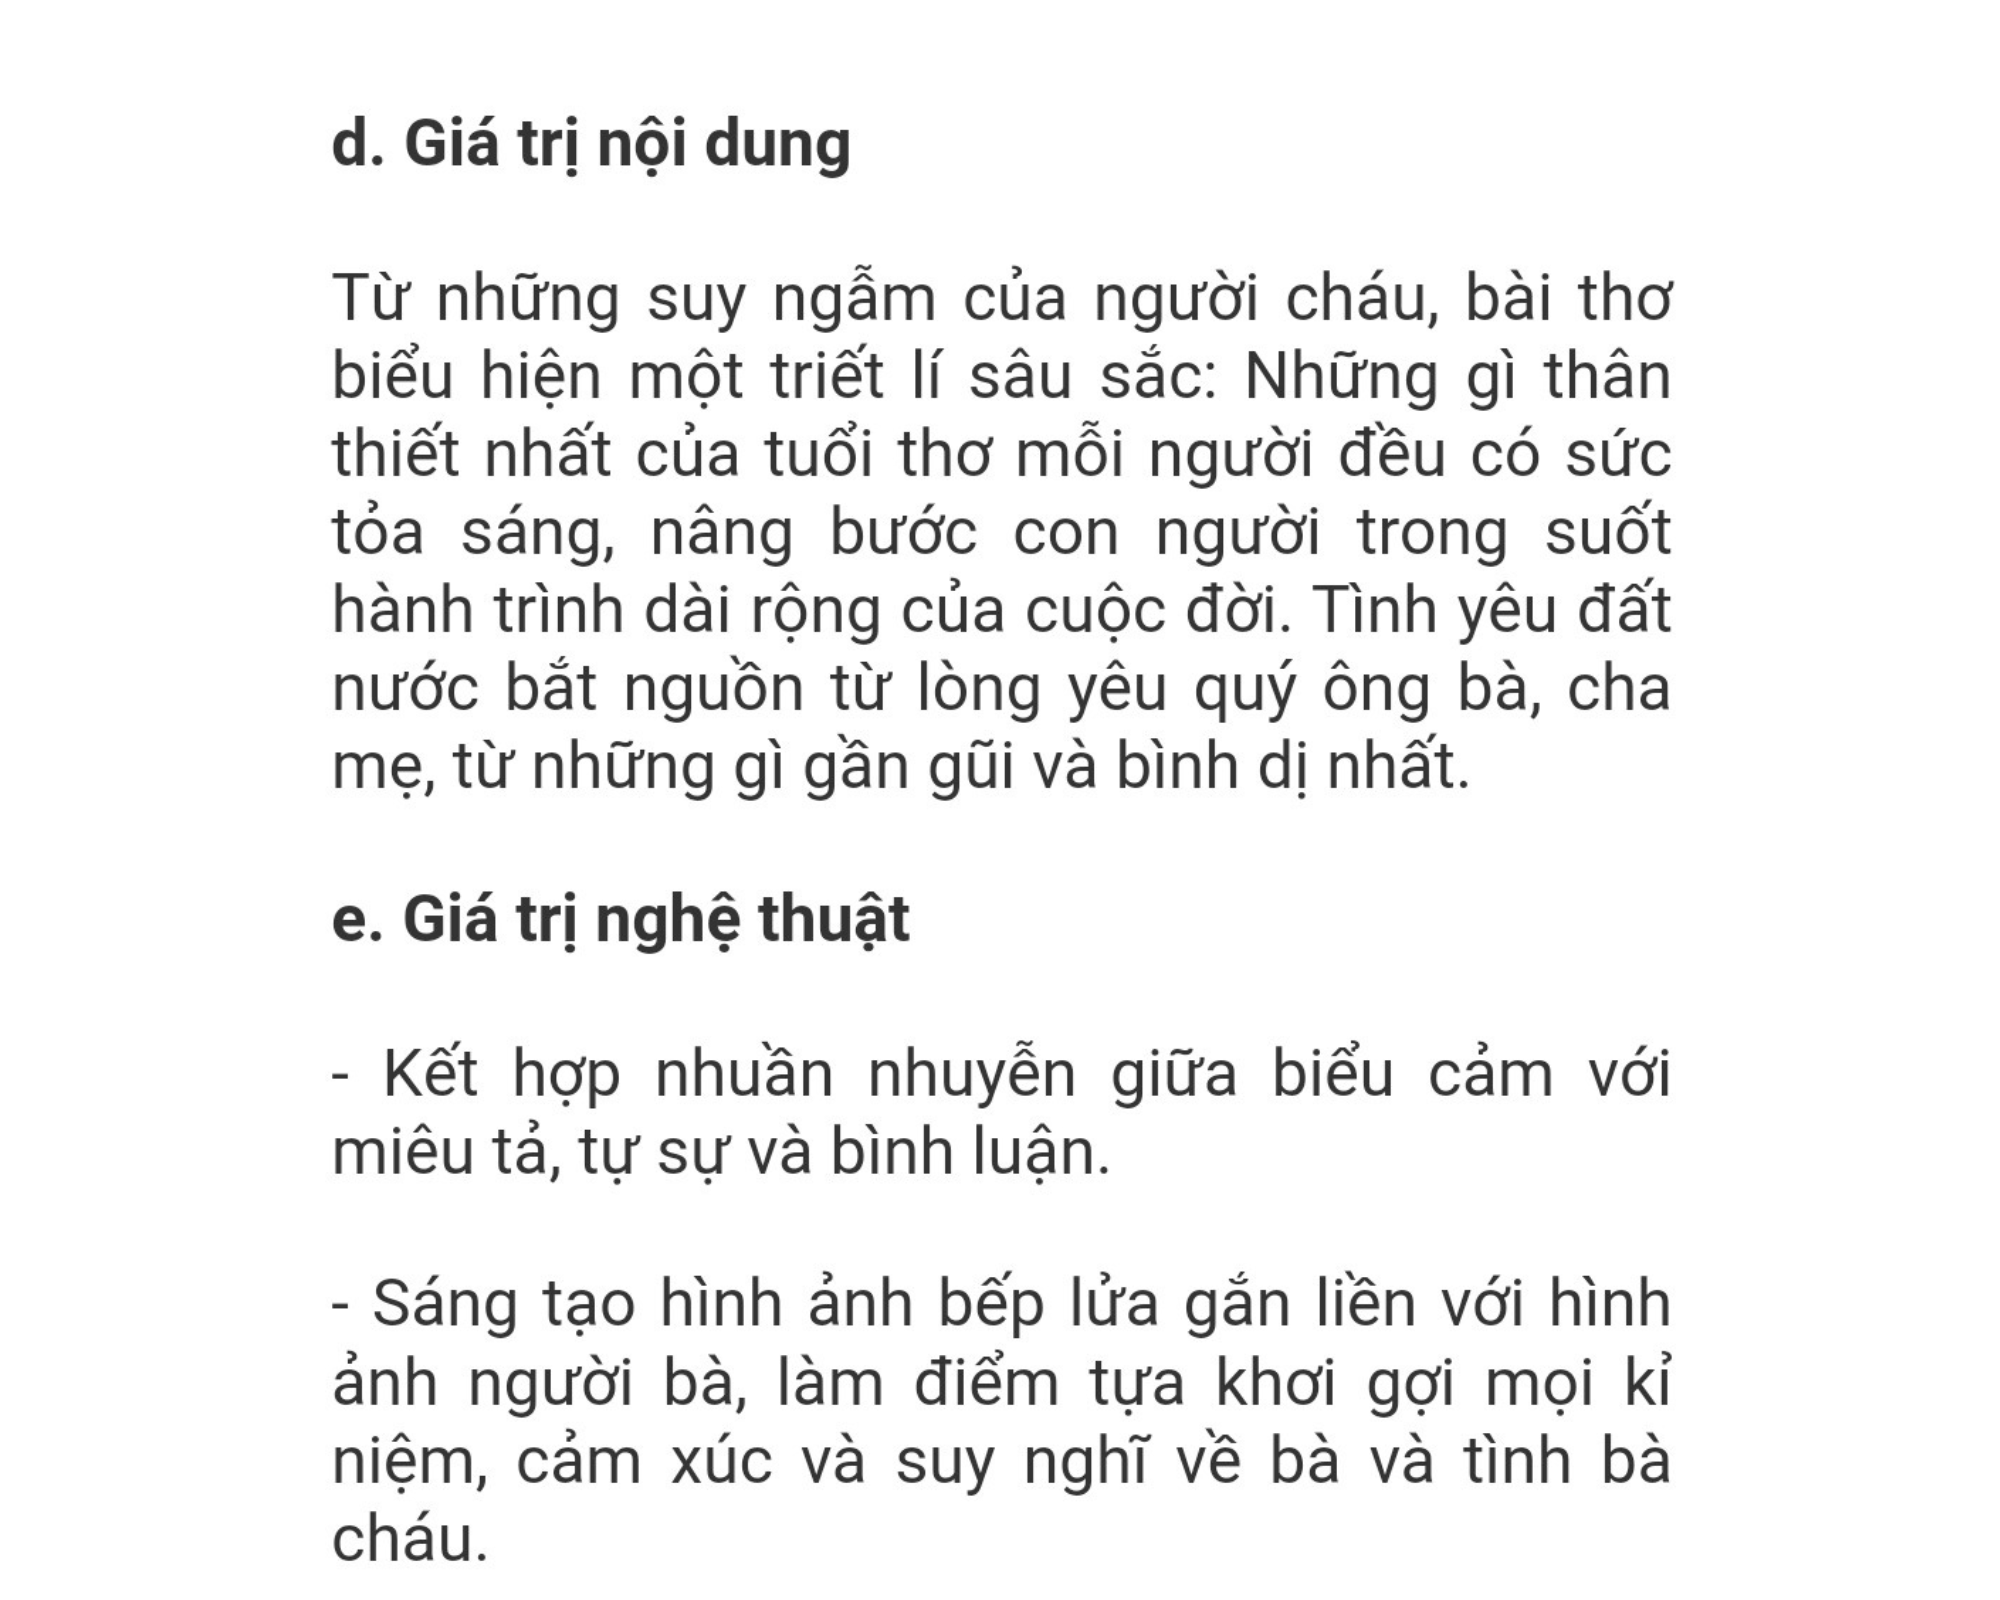 d. Giá trị nội dung
Từ những suy ngẫm của người cháu, bài thơ
biểu hiện một triết lí sâu sắc: Những gì thân
thiết nhất của tuổi thơ mỗi người đều có sức
tỏa sáng, nâng bước con người trong suốt
hành trình dài rộng của cuộc đời. Tình yêu đất
nước bắt nguồn từ lòng yêu quý ông bà, cha
mẹ, từ những gì gần gũi và bình dị nhất.
e. Giá trị nghệ thuật
- Kết hợp nhuần nhuyễn giữa biểu cảm với
miêu tả, tự sự và bình luận.
- Sáng tạo hình ảnh bếp lửa gắn liền với hình
ảnh người bà, làm điểm tựa khơi gợi mọi kỉ
niệm, cảm xúc và suy nghĩ về bà và tình bà
cháu.